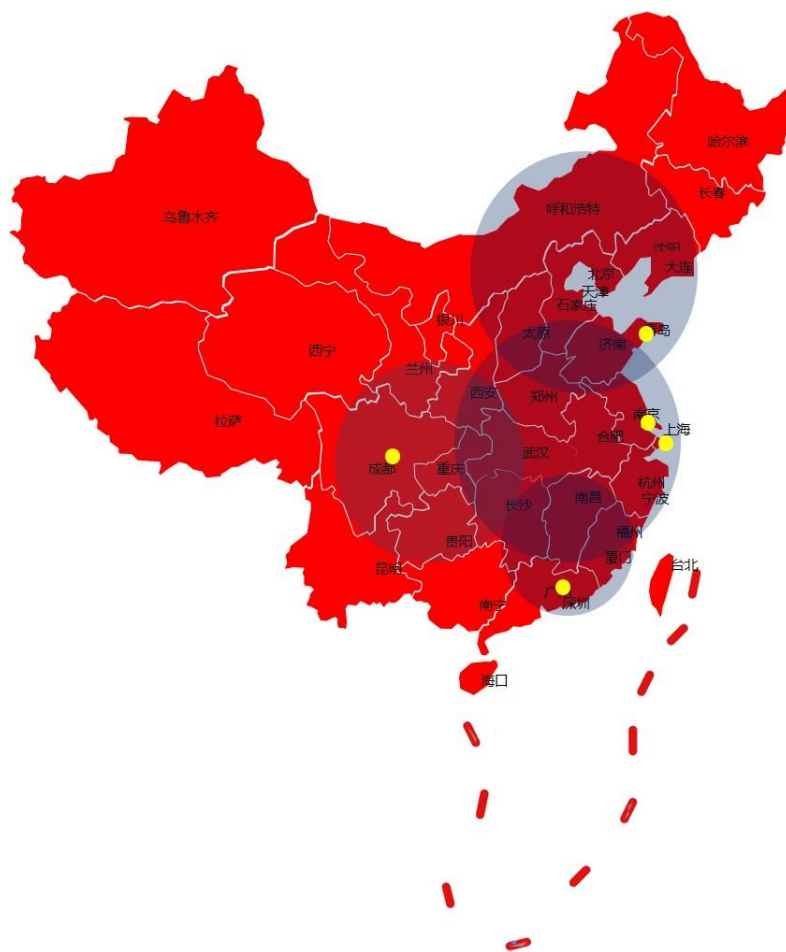 哈尔滨
长春
呼和浩特
乌鲁木齐
沈阳
大连
北京
天津
石家庄
银川
太原
济南
西宁
兰州
西安
郑州
南京
拉萨
上海
合肥
武汉
成都
重庆
杭州
宁波
南昌
长沙
福州
贵阳
厦门
台北
昆明
深圳
南宁
海口